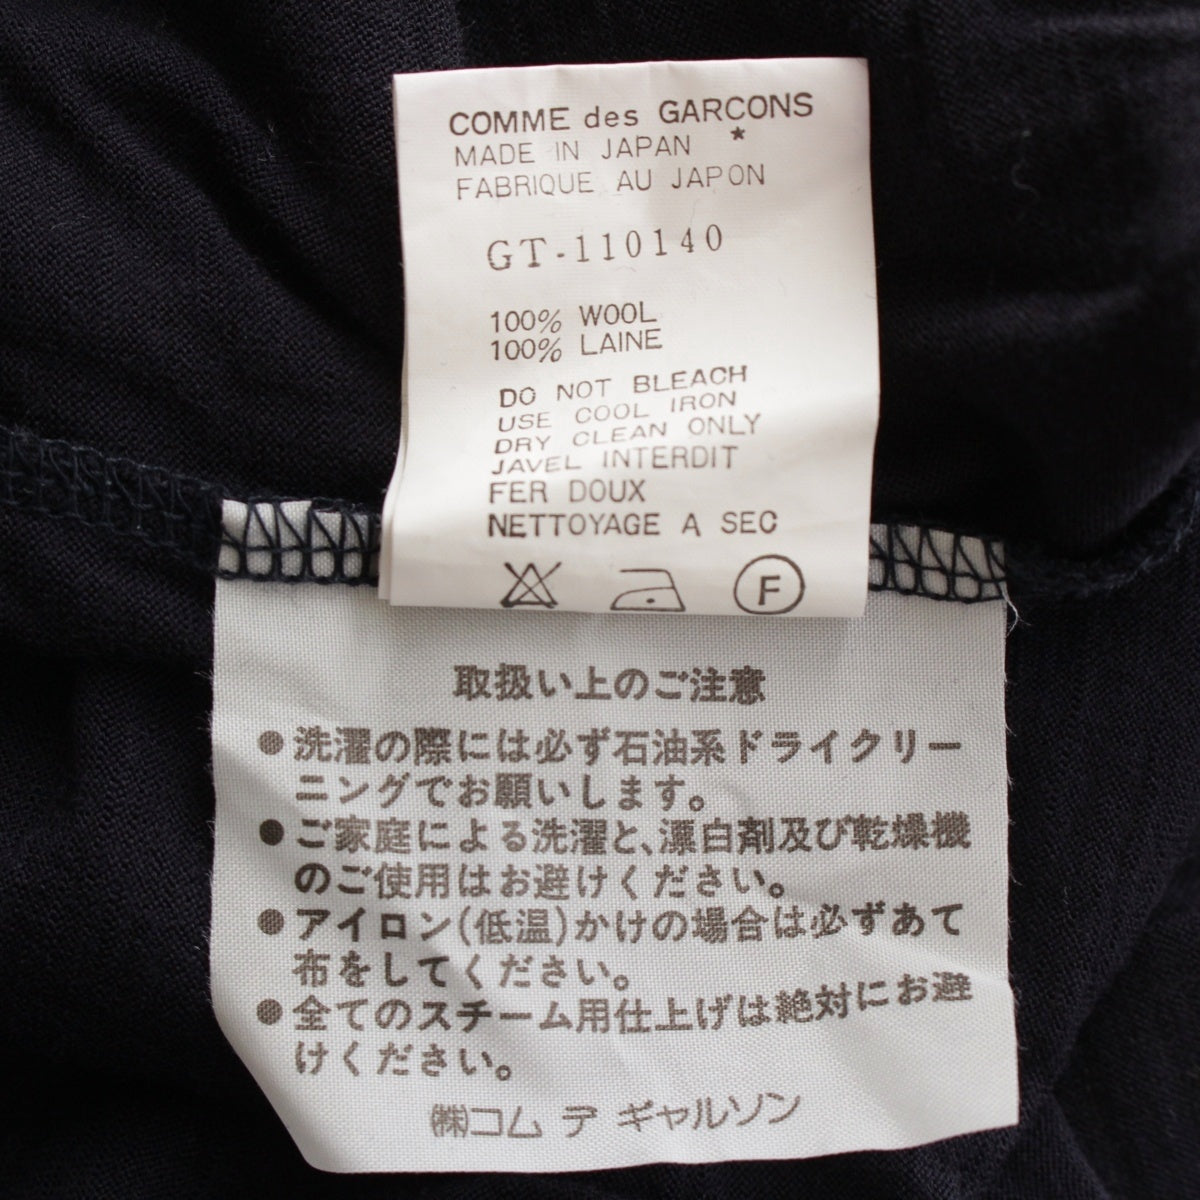 COMME des GARCONS
MADE IN JAPAN *
FABRIQUE AU JAPON
GT-110140
100% WOOL
100% LAINE
DO NOT BLEACH
USE COOL IRON
DRY CLEAN ONLY
JAVEL INTERDIT
FER DOUX
NETTOYAGE A SEC
F
取扱い上のご注意
●洗濯の際には必ず石油系ドライクリー
ニングでお願いします。
●ご家庭による洗濯と、漂白剤及び乾燥機
のご使用はお避けください。
●アイロン(低温)かけの場合は必ずあて
布をしてください。
●全てのスチーム用仕上げは絶対にお避
けください。
㈱コム デ ギャルソン